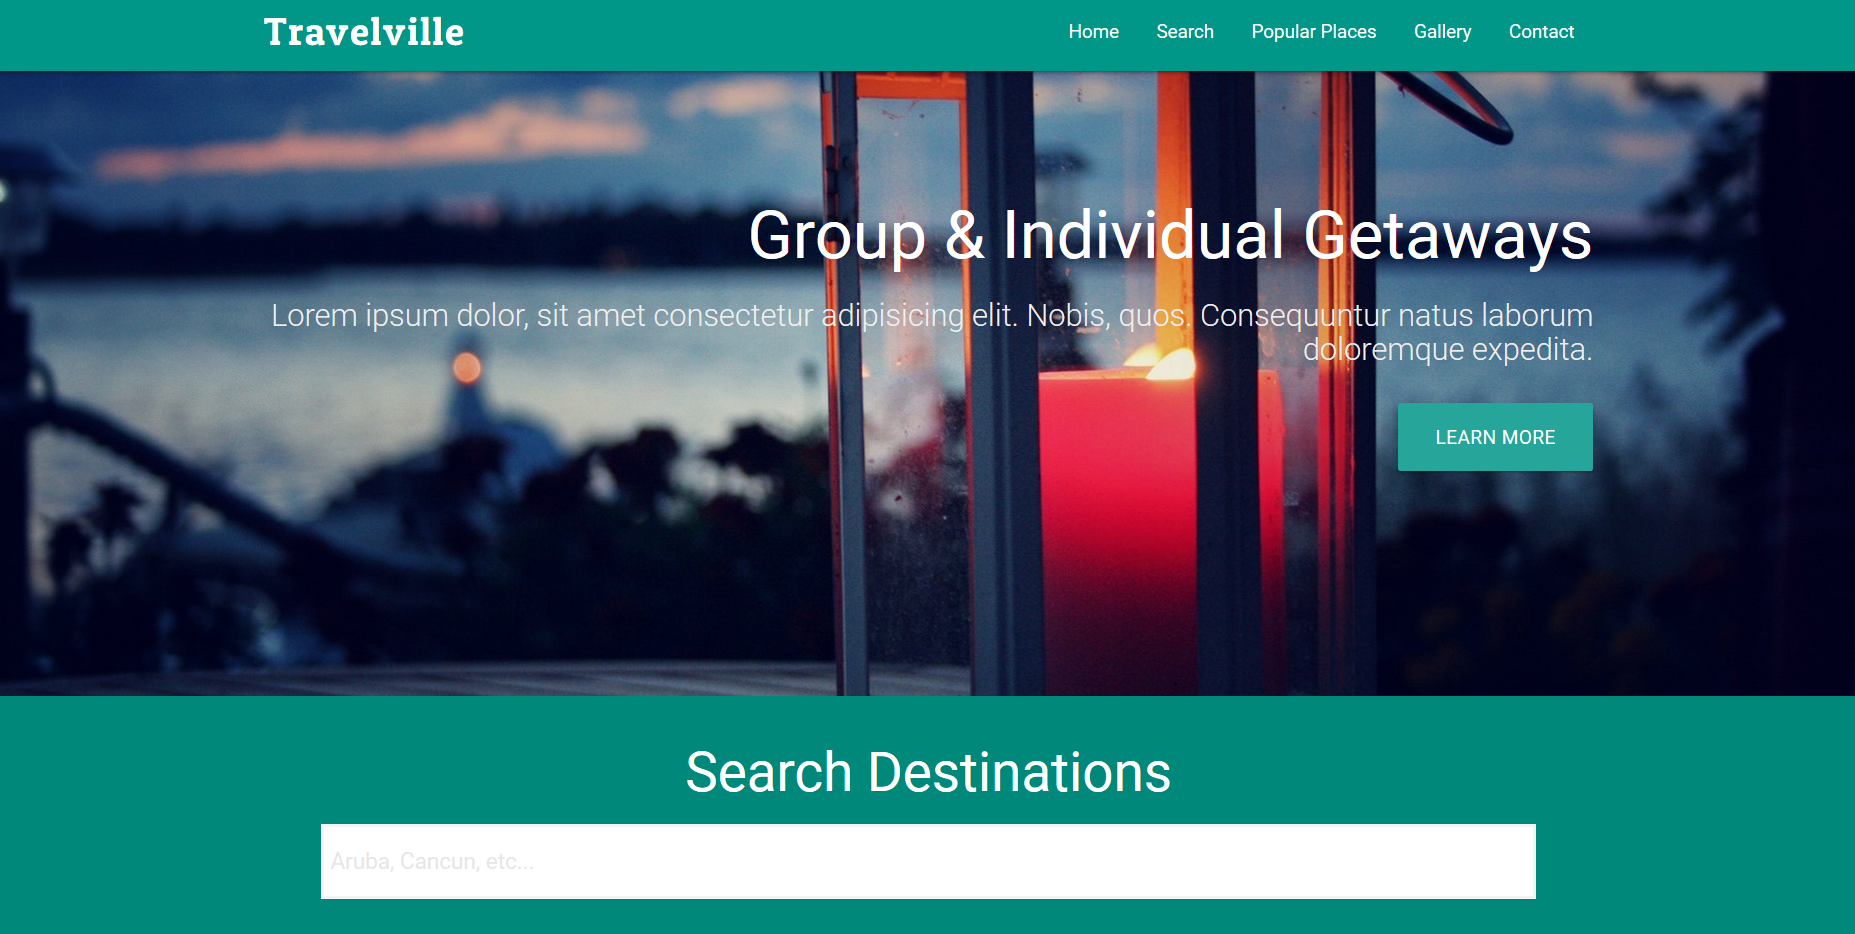 Travelville
Home Search Popular Places Gallery Contact
Group & Individual Getaways
Lorem ipsum dolor, sit amet consectetur adipisicing elit. Nobis, quos. Consequuntur natus laborum
doloremque expedita.
LEARN MORE
Search Destinations
Aruba, Cancun, etc...